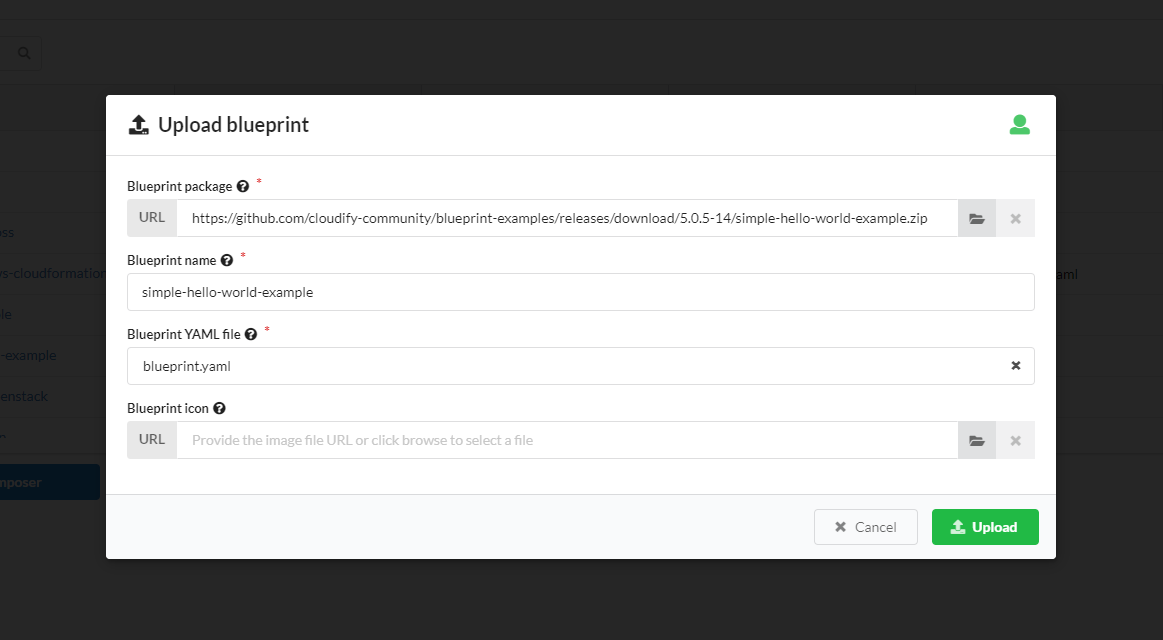 Upload blueprint
Blueprint package *
URL https://github.com/cloudify-community/blueprint-examples/releases/download/5.0.5-14/simple-hello-world-example.zip
oss
Blueprint name *
s-cloudformation
aml
simple-hello-world-example
le
Blueprint YAML file *
-example
blueprint.yaml
enstack
Blueprint icon
URL Provide the image file URL or click browse to select a file
mposer
Cancel Upload